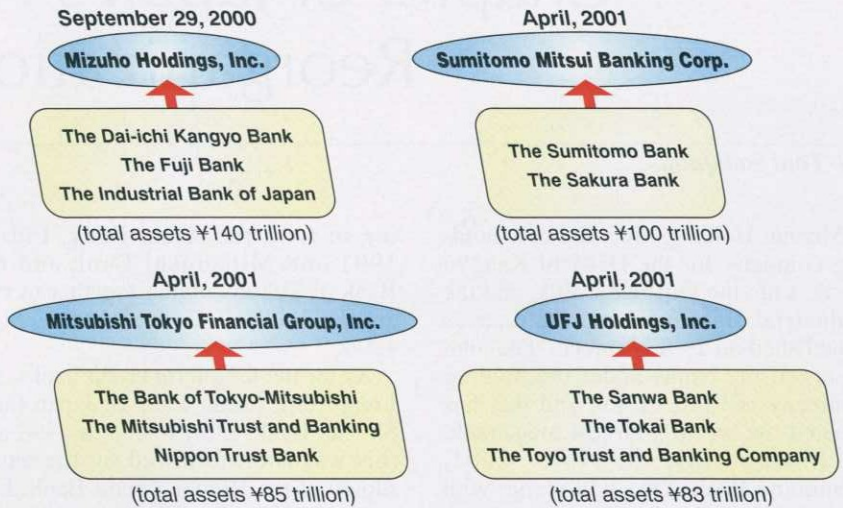 September 29, 2000
Mizuho Holdings, Inc.
The Dai-ichi Kangyo Bank
The Fuji Bank
The Industrial Bank of Japan
(total assets ¥140 trillion)
April, 2001
Sumitomo Mitsui Banking Corp.
The Sumitomo Bank
The Sakura Bank
(total assets ¥100 trillion)
April, 2001
Mitsubishi Tokyo Financial Group, Inc.
The Bank of Tokyo-Mitsubishi
The Mitsubishi Trust and Banking
Nippon Trust Bank
(total assets ¥85 trillion)
April, 2001
UFJ Holdings, Inc.
The Sanwa Bank
The Tokai Bank
The Toyo Trust and Banking Company
(total assets ¥83 trillion)